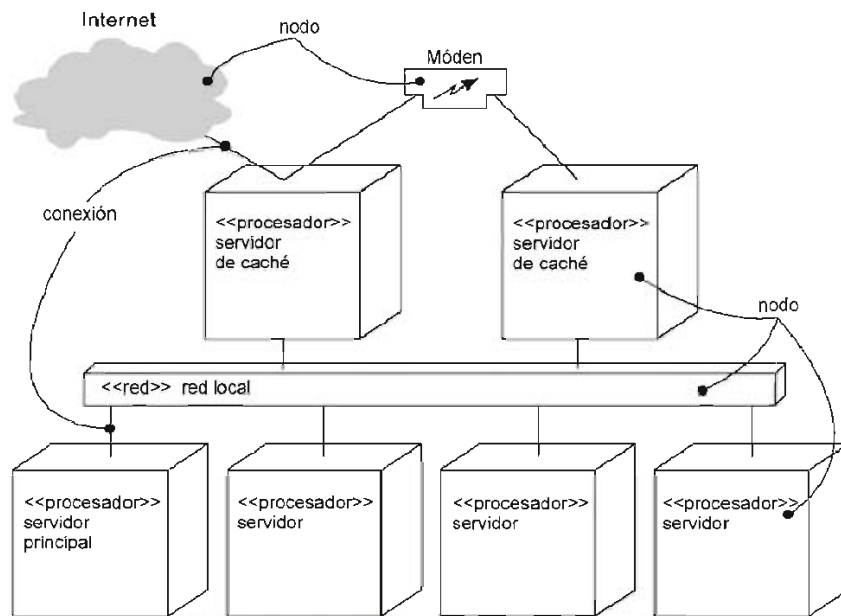 Internet
nodo
Móden
conexión
<<procesador>>
servidor
de caché
<<procesador>>
servidor
de caché
nodo
<<red>> red local
<<procesador>>
servidor
principal
<<procesador>>
servidor
<<procesador>>
servidor
<<procesador>>
servidor